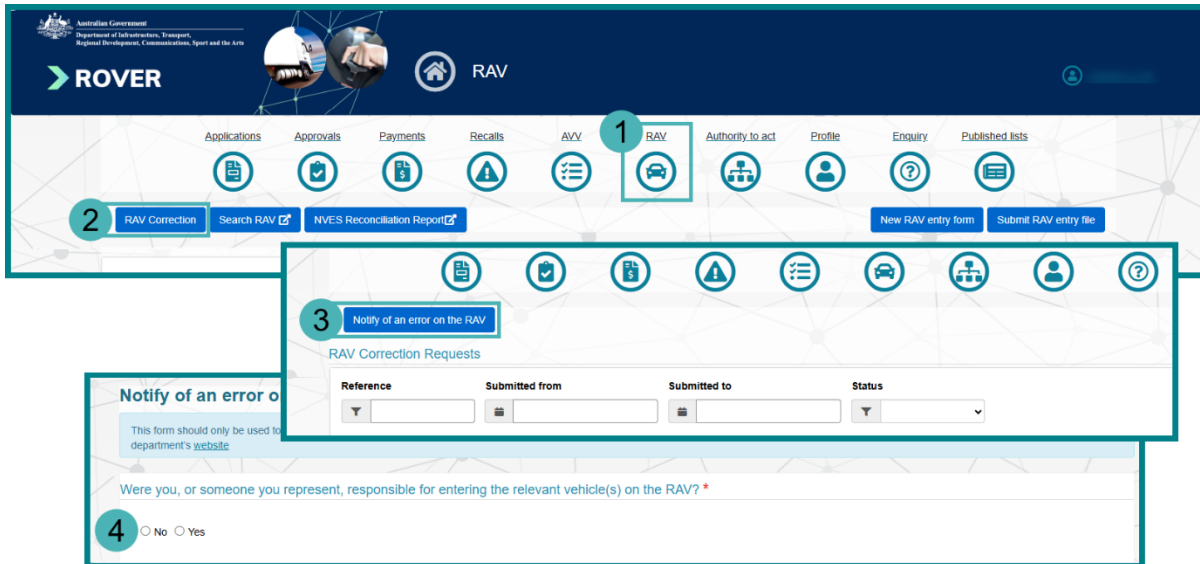 Australian Government
Department of Infrastructure, Transport,
Regional Development, Communications, Sport and the Arts
ROVER
RAV
Applications Approvals Payments Recalls AVV 1 RAV Authority to act Profile Enquiry Published lists
2 RAV Correction Search RAV NVES Reconciliation Report New RAV entry form Submit RAV entry file
3 Notify of an error on the RAV
RAV Correction Requests
Reference Submitted from Submitted to Status
Notify of an error o
This form should only be used to
department's website
Were you, or someone you represent, responsible for entering the relevant vehicle(s) on the RAV? *
4 No Yes